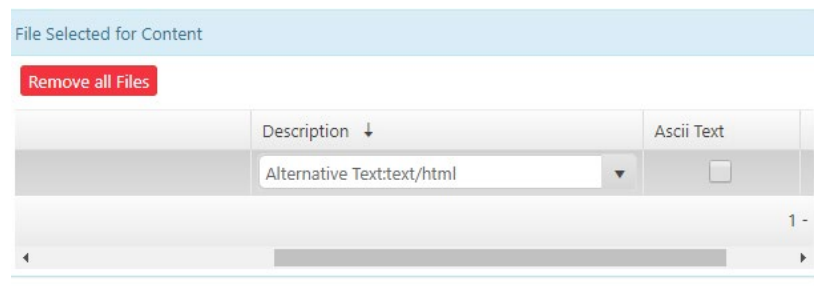 File Selected for Content
Remove all Files
Description ↓ Ascii Text
Alternative Text:text/html
1 -